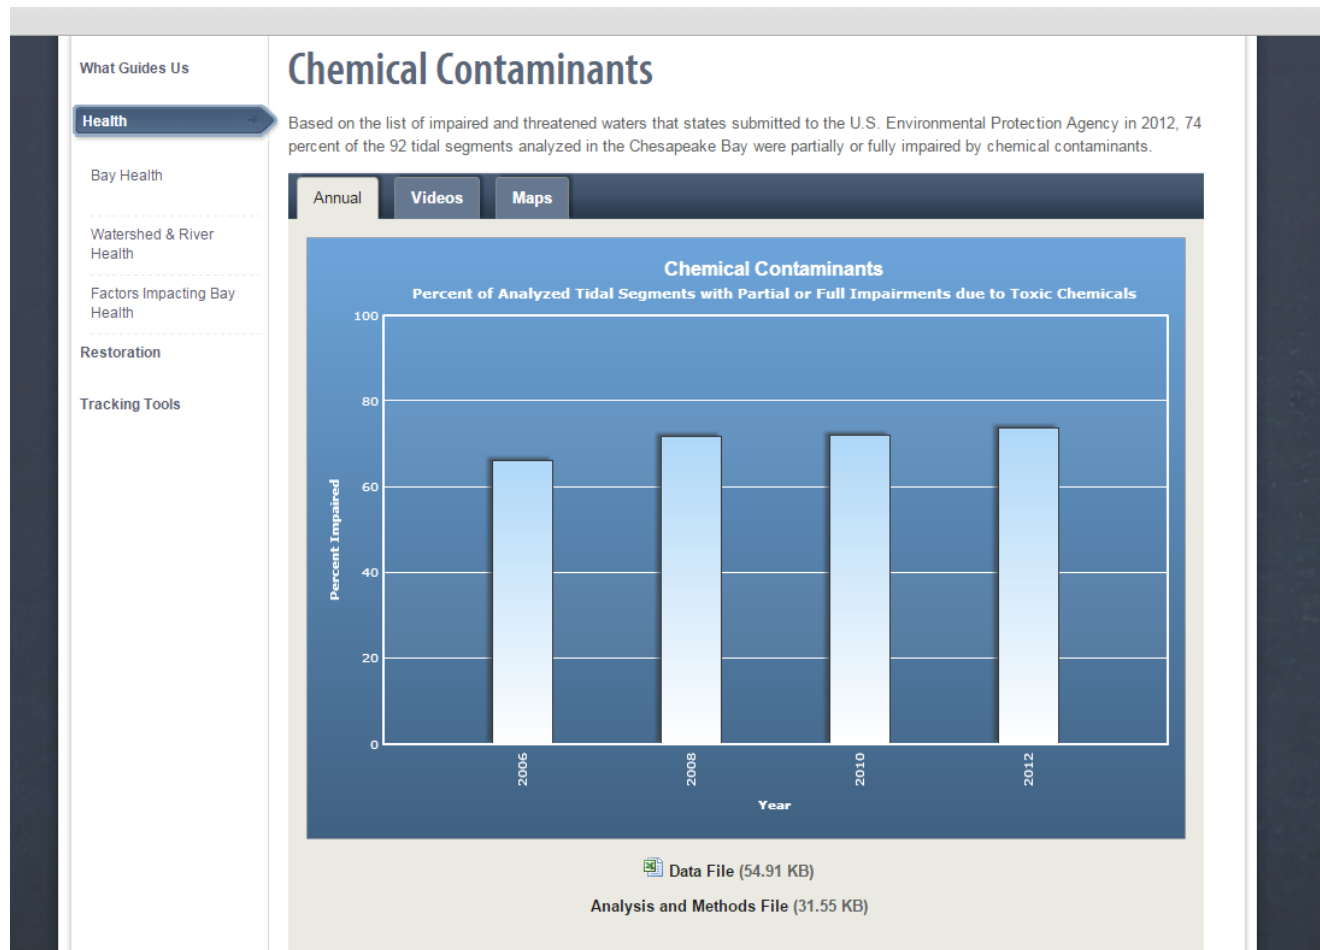 What Guides Us
Health
Bay Health
Watershed & River
Health
Factors Impacting Bay
Health
Restoration
Tracking Tools
Chemical Contaminants
Based on the list of impaired and threatened waters that states submitted to the U.S. Environmental Protection Agency in 2012, 74
percent of the 92 tidal segments analyzed in the Chesapeake Bay were partially or fully impaired by chemical contaminants.
Annual Videos Maps
Chemical Contaminants
Percent of Analyzed Tidal Segments with Partial or Full Impairments due to Toxic Chemicals
Percent Impaired
100
80
60
40
20
0
2006 2008 2010 2012
Year
Data File (54.91 KB)
Analysis and Methods File (31.55 KB)